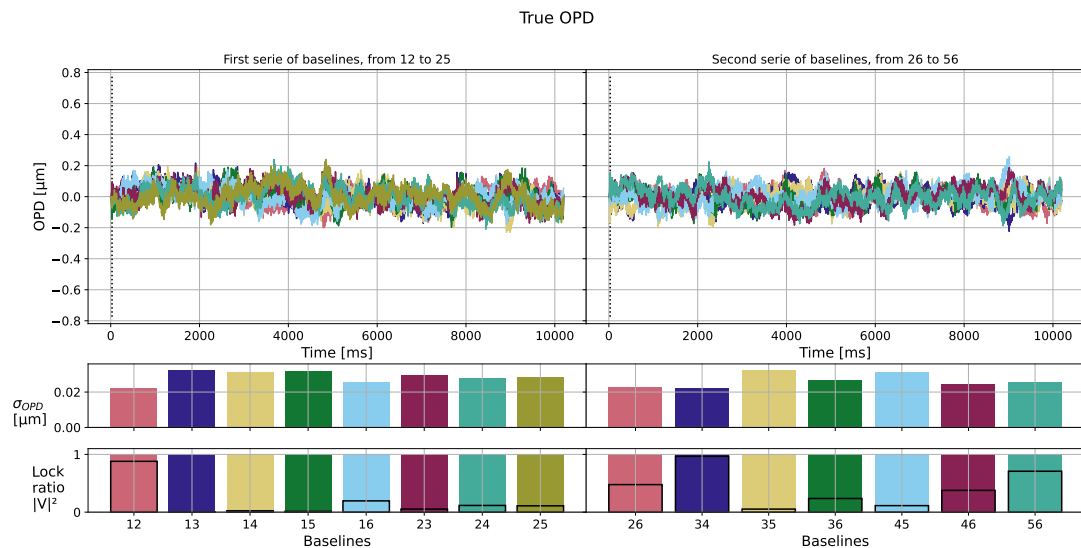 True OPD
First serie of baselines, from 12 to 25
Second serie of baselines, from 26 to 56
0.8
0.6
0.4
0.2
0.0
−0.2
−0.4
−0.6
−0.8
OPD [µm]
0 2000 4000 6000 8000 10000
0 2000 4000 6000 8000 10000
Time [ms]
Time [ms]
σOPD
[µm]
0.02
0.00
Lock
ratio
|V|²
1
0
12 13 14 15 16 23 24 25
26 34 35 36 45 46 56
Baselines
Baselines